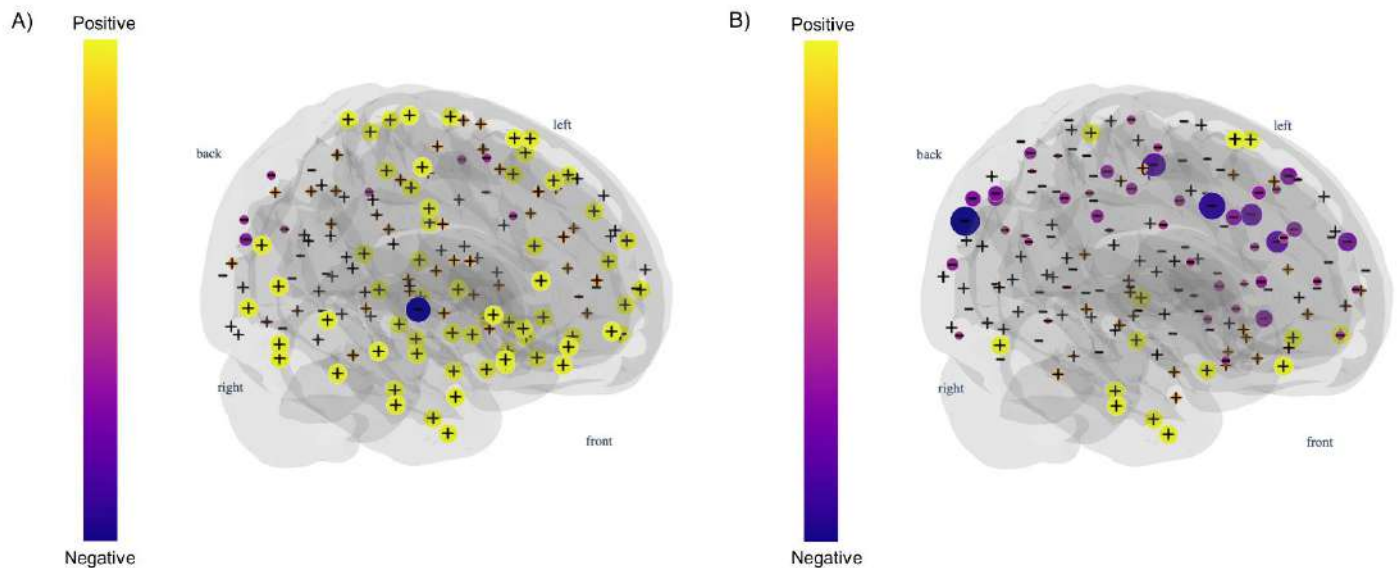 A)
Positive
Negative
back
left
right
front
B)
Positive
Negative
back
left
right
front